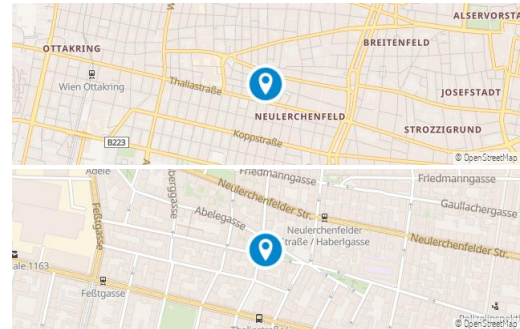 ALSERVORSTA
BREITENFELD
OTTAKRING
Wien Ottakring
Thaliastraße
JOSEFSTADT
NEULERCHENFELD
STROZZIGRUND
Koppstraße
B223
© OpenStreetMap
Adele
Friedmanngasse
Friedmanngasse
Neulerchenfelder Str.
Gaullachergasse
Abelegasse
Feßtgasse
Neulerchenfelder
Straße / Haberlgasse
Neulerchenfelder Str.
ale 1163
Feßtgasse
© OpenStreetMap